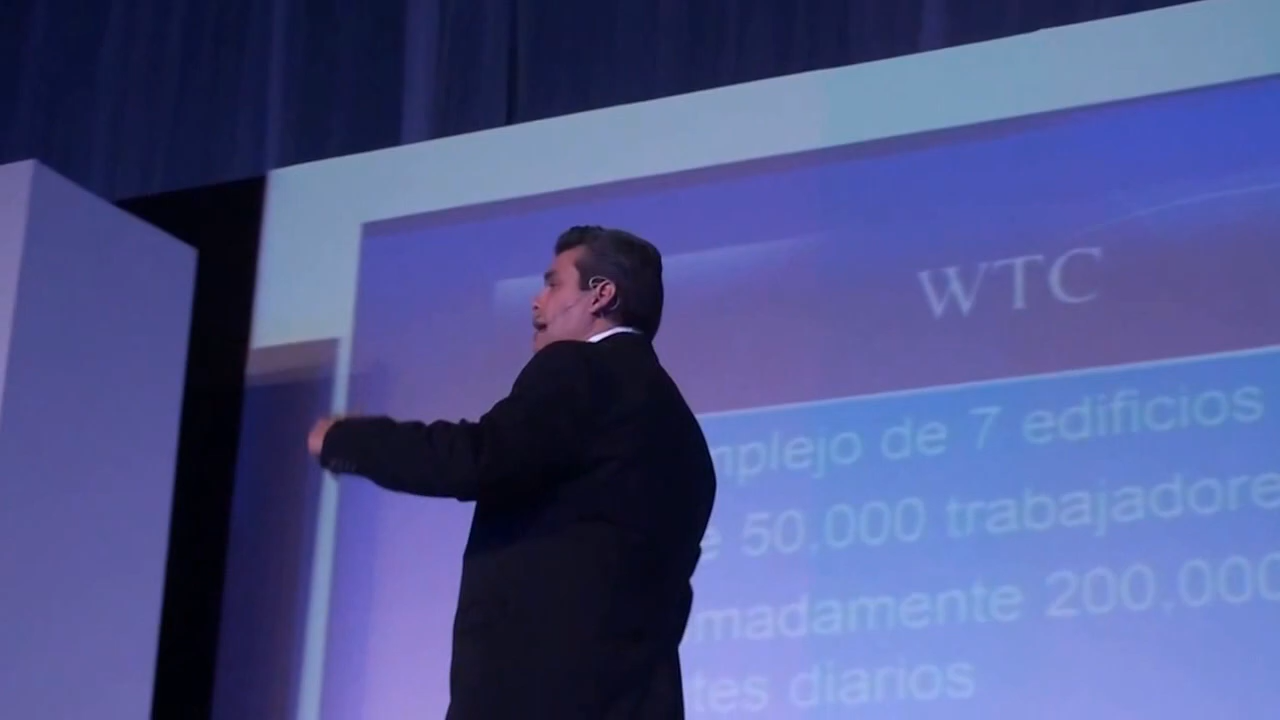 WTC
mplejo de 7 edificios
e 50,000 trabajadore
madamente 200,000
tes diarios